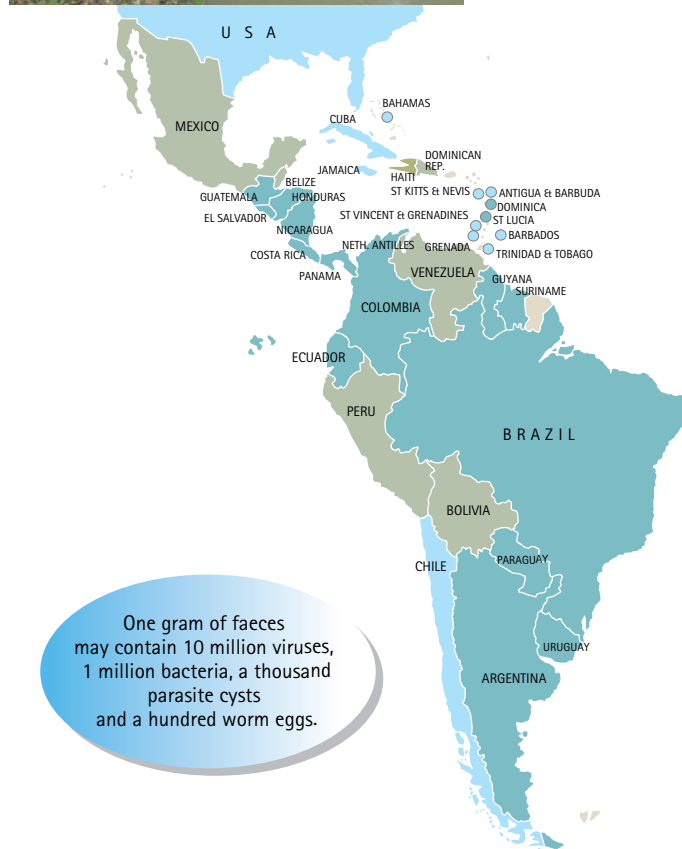 U S A
BAHAMAS
CUBA
MEXICO
DOMINICAN
REP.
JAMAICA
HAITI
BELIZE
GUATEMALA
HONDURAS
ST KITTS & NEVIS
ANTIGUA & BARBUDA
DOMINICA
EL SALVADOR
ST VINCENT & GRENADINES
ST LUCIA
NICARAGUA
BARBADOS
COSTA RICA
NETH. ANTILLES
GRENADA
TRINIDAD & TOBAGO
PANAMA
VENEZUELA
GUYANA
SURINAME
COLOMBIA
ECUADOR
PERU
B R A Z I L
BOLIVIA
CHILE
PARAGUAY
URUGUAY
ARGENTINA
One gram of faeces
may contain 10 million viruses,
1 million bacteria, a thousand
parasite cysts
and a hundred worm eggs.